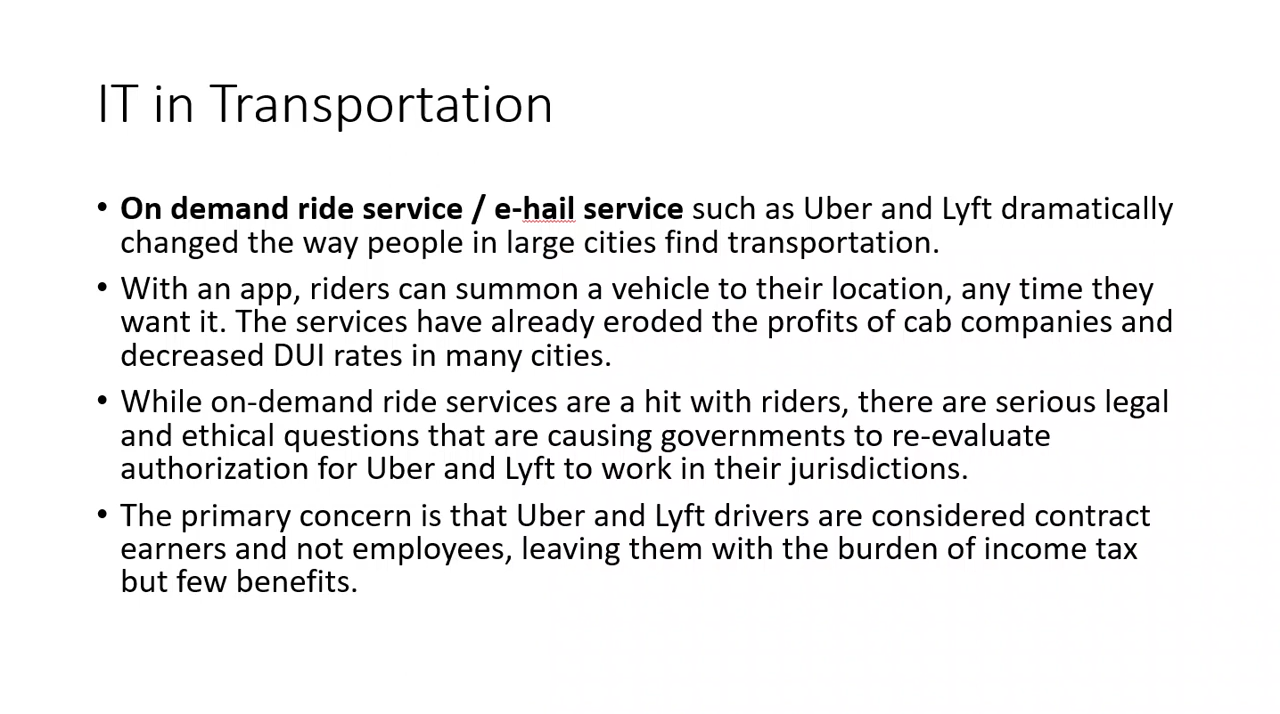 IT in Transportation
• On demand ride service / e-hail service such as Uber and Lyft dramatically
changed the way people in large cities find transportation.
• With an app, riders can summon a vehicle to their location, any time they
want it. The services have already eroded the profits of cab companies and
decreased DUI rates in many cities.
• While on-demand ride services are a hit with riders, there are serious legal
and ethical questions that are causing governments to re-evaluate
authorization for Uber and Lyft to work in their jurisdictions.
• The primary concern is that Uber and Lyft drivers are considered contract
earners and not employees, leaving them with the burden of income tax
but few benefits.